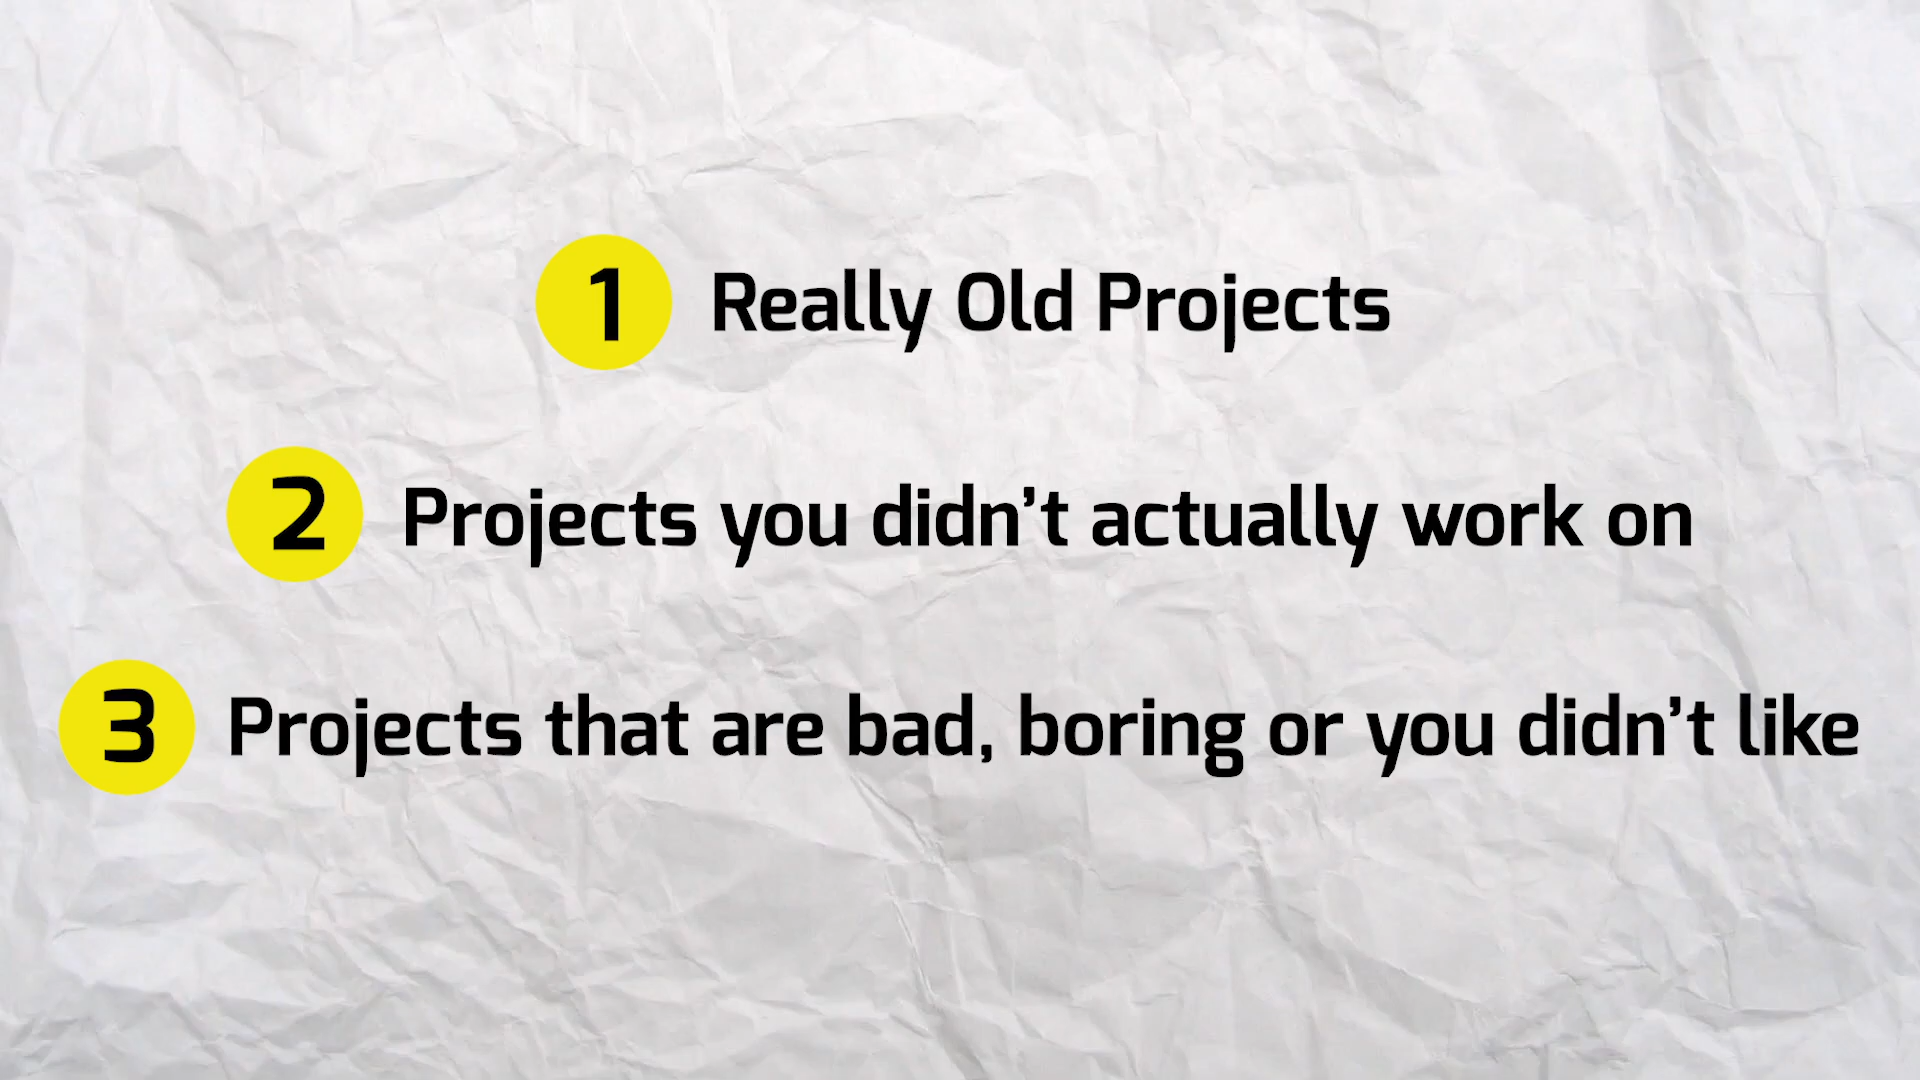 1 Really Old Projects
2 Projects you didn’t actually work on
3 Projects that are bad, boring or you didn’t like